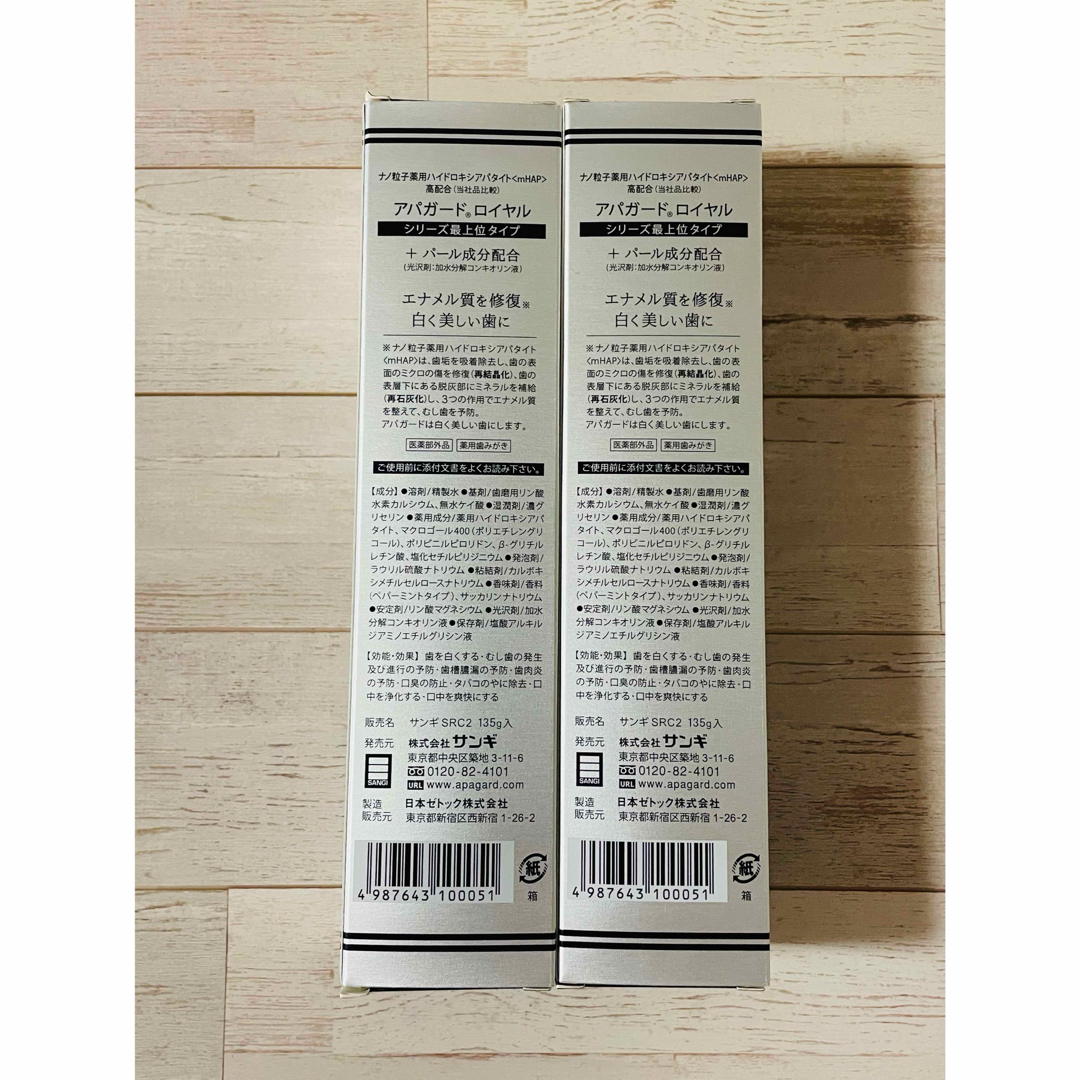 ナノ粒子薬用ハイドロキシアパタイト〈mHAP〉
高配合（当社品比較）
アパガード®ロイヤル
シリーズ最上位タイプ
＋ パール成分配合
（光沢剤：加水分解コンキオリン液）
エナメル質を修復※
白く美しい歯に
※ナノ粒子薬用ハイドロキシアパタイト
〈mHAP〉は、歯垢を吸着除去し、歯の表
面のミクロの傷を修復（再結晶化）、歯の
表層下にある脱灰部にミネラルを補給
（再石灰化）し、3つの作用でエナメル質
を整えて、むし歯を予防。
アパガードは白く美しい歯にします。
医薬部外品 薬用歯みがき
ご使用前に添付文書をよくお読み下さい。
【成分】●溶剤/精製水 ●基剤/歯磨用リン酸
水素カルシウム、無水ケイ酸 ●湿潤剤/濃グ
リセリン ●薬用成分/薬用ハイドロキシアパ
タイト、マクロゴール400（ポリエチレングリ
コール）、ポリビニルピロリドン、β-グリチル
レチン酸、塩化セチルピリジニウム ●発泡剤/
ラウリル硫酸ナトリウム ●粘結剤/カルボキ
シメチルセルロースナトリウム ●香味剤/香料
（ペパーミントタイプ）、サッカリンナトリウム
●安定剤/リン酸マグネシウム ●光沢剤/加水
分解コンキオリン液 ●保存剤/塩酸アルキル
ジアミノエチルグリシン液
【効能・効果】 歯を白くする・むし歯の発生
及び進行の予防・歯槽膿漏の予防・歯肉炎
の予防・口臭の防止・タバコのやに除去・口
中を浄化する・口中を爽快にする
販売名 サンギ SRC2 135g入
発売元 株式会社 サンギ
東京都中央区築地 3-11-6
SANGI
0120-82-4101
URL www.apagard.com
製造
販売元
日本ゼトック株式会社
東京都新宿区西新宿 1-26-2
4 987643 100051
紙
箱
ナノ粒子薬用ハイドロキシアパタイト〈mHAP〉
高配合（当社品比較）
アパガード®ロイヤル
シリーズ最上位タイプ
＋ パール成分配合
（光沢剤：加水分解コンキオリン液）
エナメル質を修復※
白く美しい歯に
※ナノ粒子薬用ハイドロキシアパタイト
〈mHAP〉は、歯垢を吸着除去し、歯の表
面のミクロの傷を修復（再結晶化）、歯の
表層下にある脱灰部にミネラルを補給
（再石灰化）し、3つの作用でエナメル質
を整えて、むし歯を予防。
アパガードは白く美しい歯にします。
医薬部外品 薬用歯みがき
ご使用前に添付文書をよくお読み下さい。
【成分】●溶剤/精製水 ●基剤/歯磨用リン酸
水素カルシウム、無水ケイ酸 ●湿潤剤/濃グ
リセリン ●薬用成分/薬用ハイドロキシアパ
タイト、マクロゴール400（ポリエチレングリ
コール）、ポリビニルピロリドン、β-グリチル
レチン酸、塩化セチルピリジニウム ●発泡剤/
ラウリル硫酸ナトリウム ●粘結剤/カルボキ
シメチルセルロースナトリウム ●香味剤/香料
（ペパーミントタイプ）、サッカリンナトリウム
●安定剤/リン酸マグネシウム ●光沢剤/加水
分解コンキオリン液 ●保存剤/塩酸アルキル
ジアミノエチルグリシン液
【効能・効果】 歯を白くする・むし歯の発生
及び進行の予防・歯槽膿漏の予防・歯肉炎
の予防・口臭の防止・タバコのやに除去・口
中を浄化する・口中を爽快にする
販売名 サンギ SRC2 135g入
発売元 株式会社 サンギ
東京都中央区築地 3-11-6
SANGI
0120-82-4101
URL www.apagard.com
製造
販売元
日本ゼトック株式会社
東京都新宿区西新宿 1-26-2
4 987643 100051
紙
箱